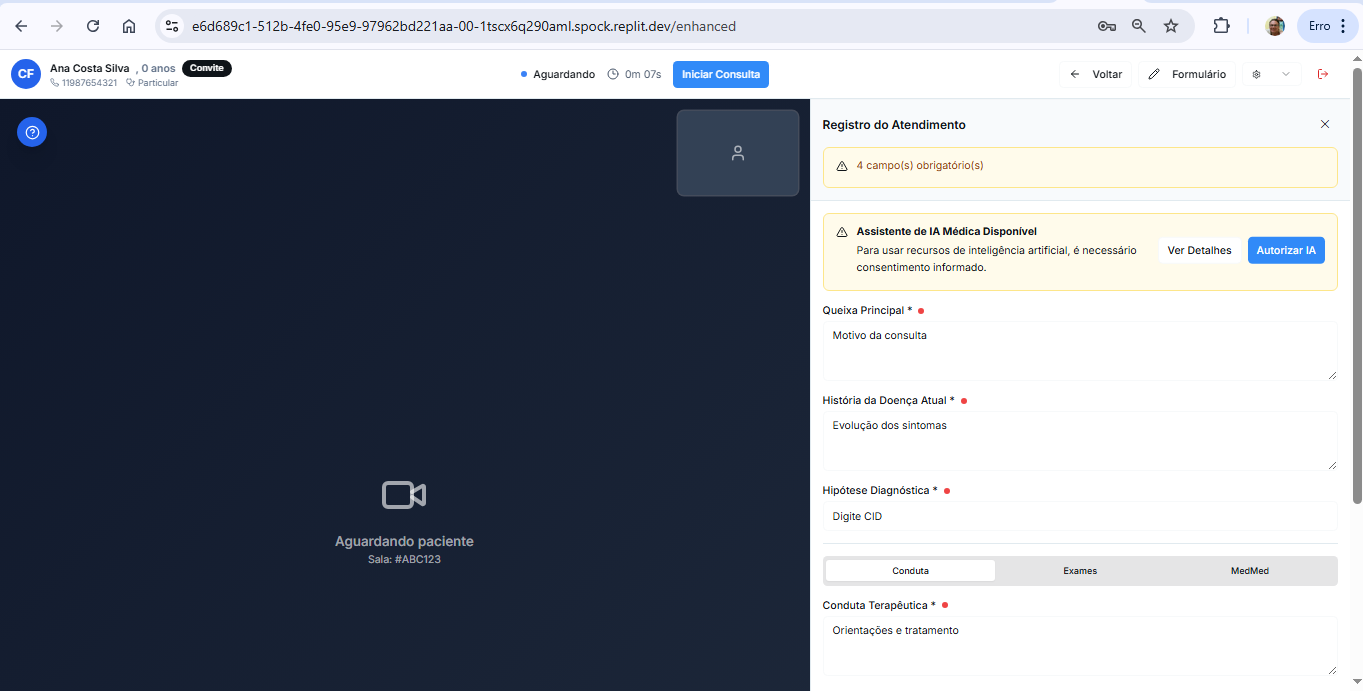 e6d689c1-512b-4fe0-95e9-97962bd221aa-00-1tscx6q290aml.spock.replit.dev/enhanced
Erro
CF
Ana Costa Silva , 0 anos Convite
11987654321 Particular
Aguardando 0m 07s Iniciar Consulta
Voltar Formulário
Aguardando paciente
Sala: #ABC123
Registro do Atendimento
4 campo(s) obrigatório(s)
Assistente de IA Médica Disponível
Para usar recursos de inteligência artificial, é necessário
consentimento informado.
Ver Detalhes Autorizar IA
Queixa Principal *
Motivo da consulta
História da Doença Atual *
Evolução dos sintomas
Hipótese Diagnóstica *
Digite CID
Conduta Exames MedMed
Conduta Terapêutica *
Orientações e tratamento